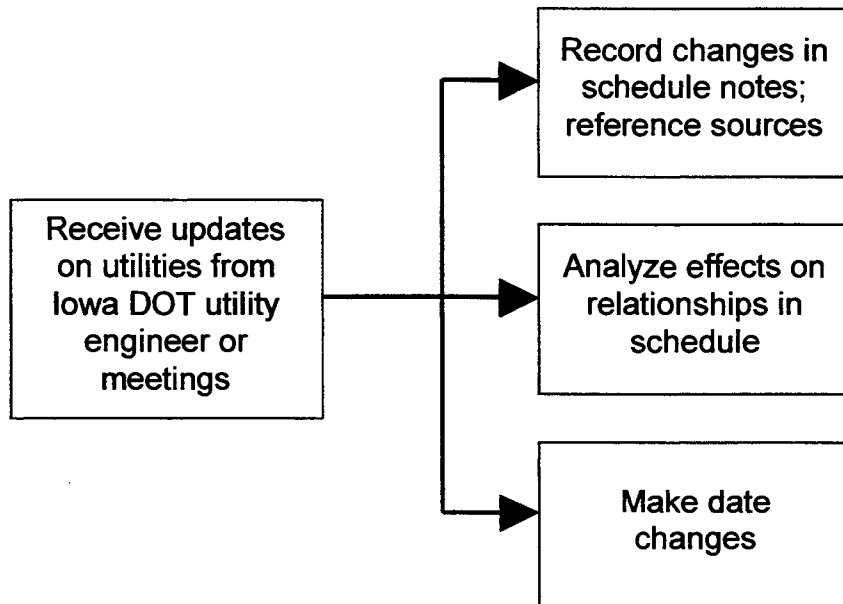 Record changes in
schedule notes;
reference sources
Receive updates
on utilities from
Iowa DOT utility
engineer or
meetings
Analyze effects on
relationships in
schedule
Make date
changes